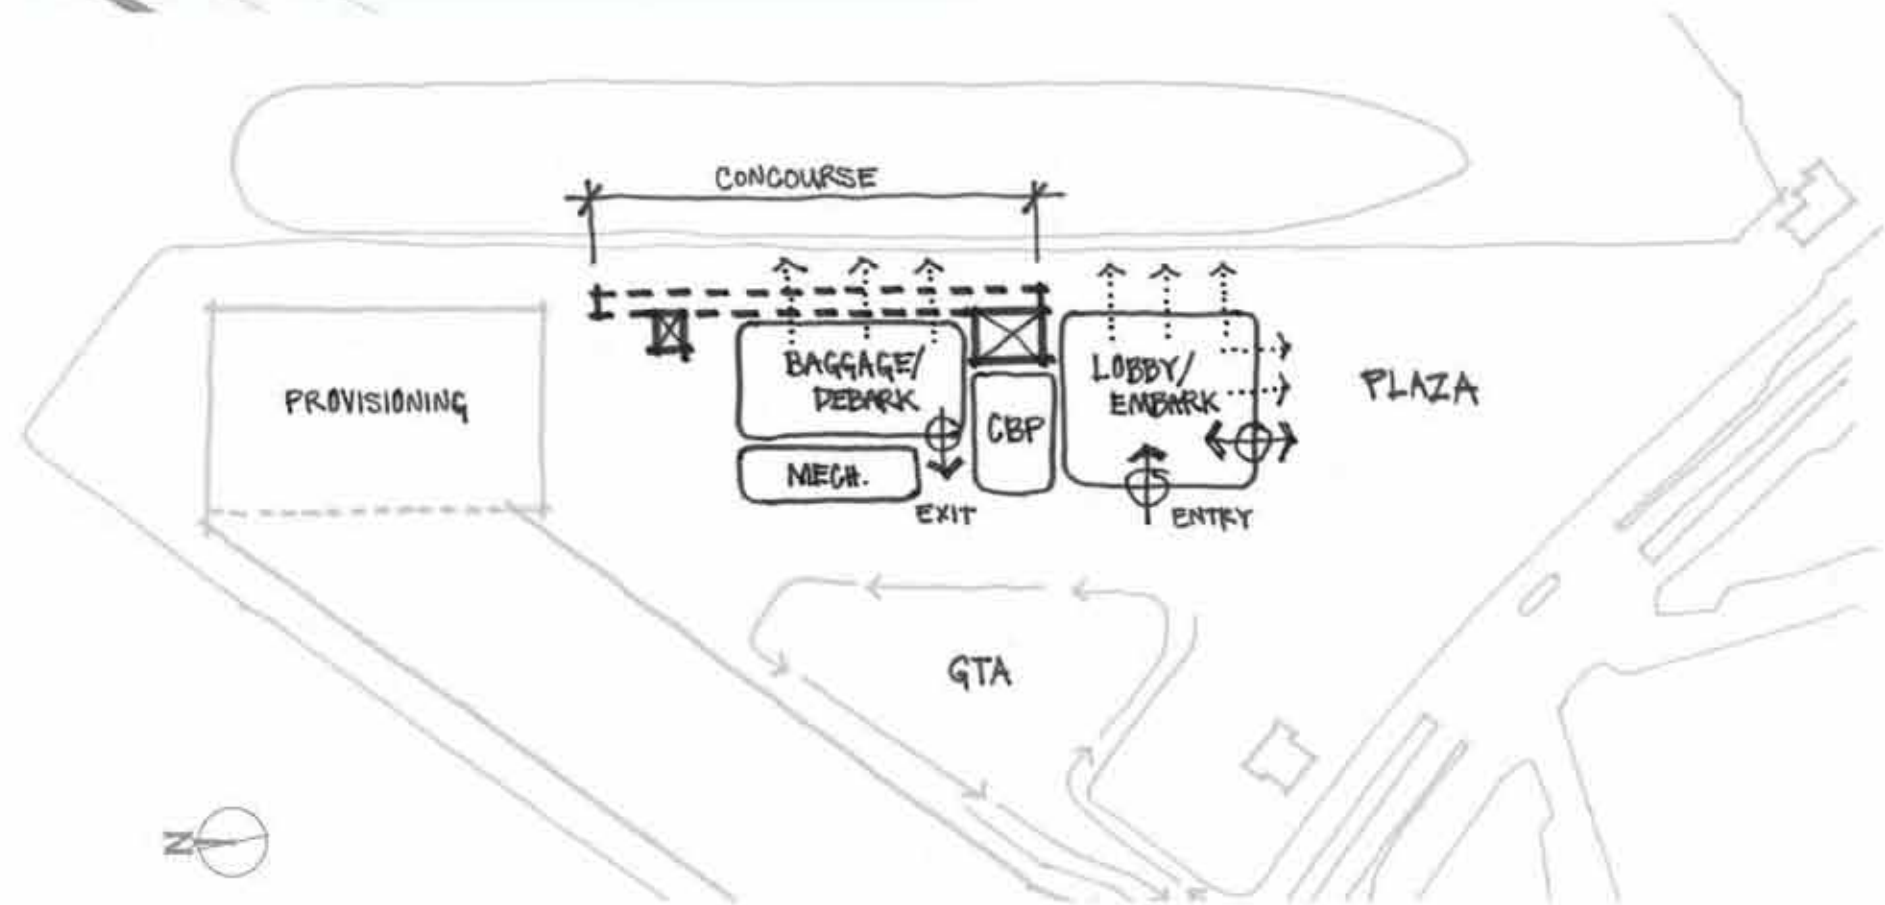 CONCOURSE
PROVISIONING
BAGGAGE/
DEBARK
CBP
LOBBY/
EMBARK
PLAZA
MECH.
EXIT
ENTRY
GTA
N